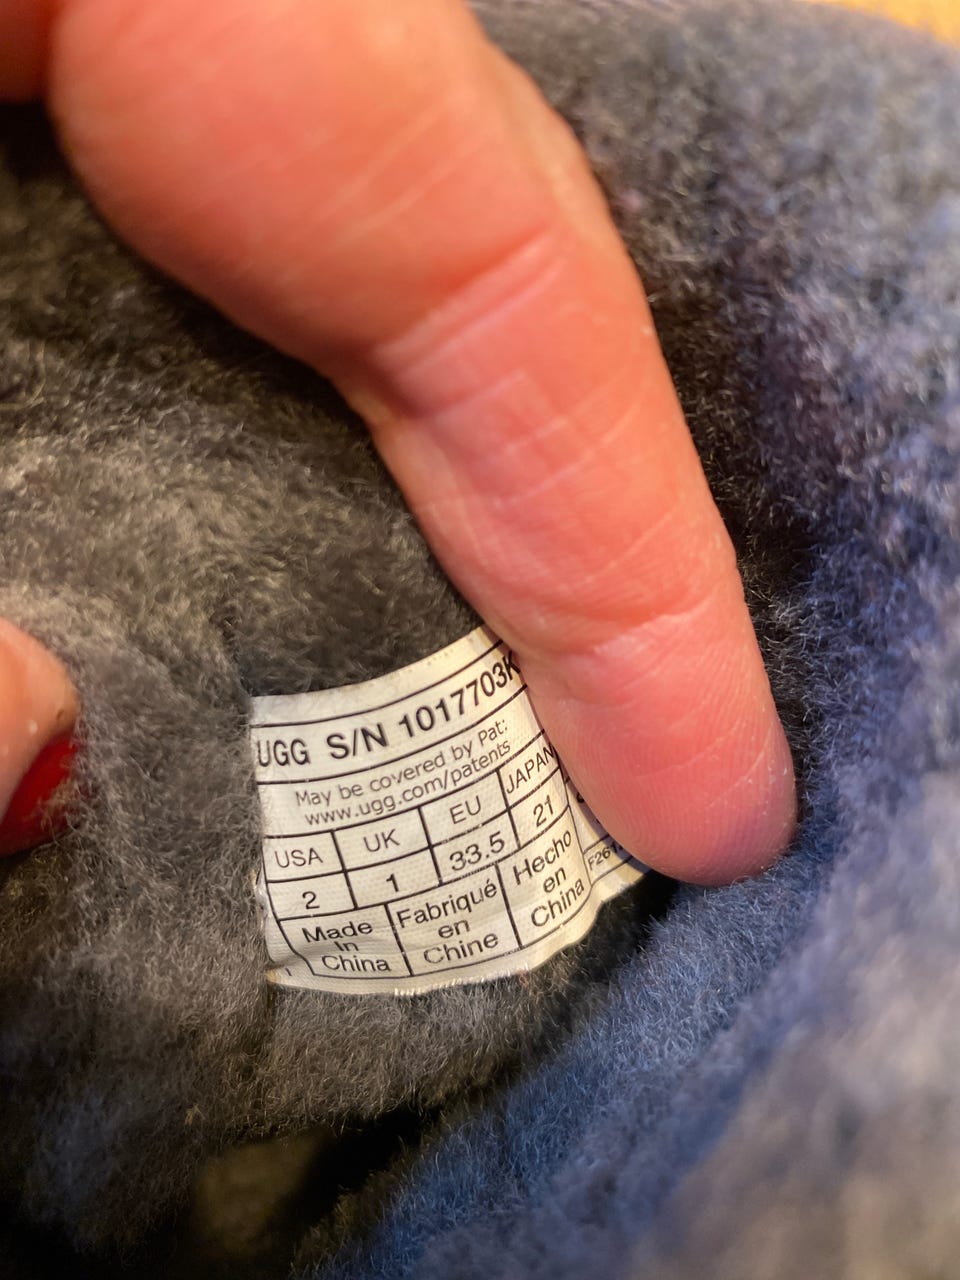 UGG S/N 1017703K
May be covered by Pat:
www.ugg.com/patents
USA UK EU JAPAN
2 1 33.5 21
Made in China
Fabriqué en Chine
Hecho en China